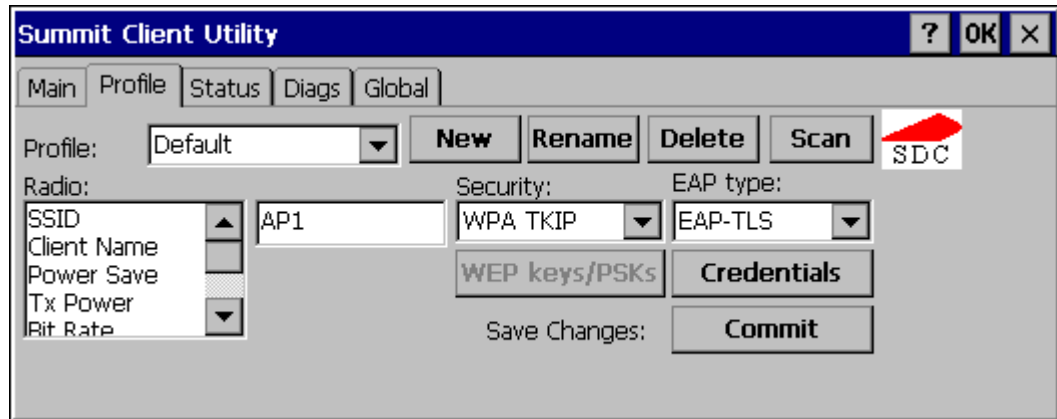 Summit Client Utility ? OK ×
Main Profile Status Diags Global
Profile: Default New Rename Delete Scan SDC
Radio: Security: EAP type:
SSID AP1 WPA TKIP EAP-TLS
Client Name
Power Save WEP keys/PSKs Credentials
Tx Power
Bit Rate Save Changes: Commit